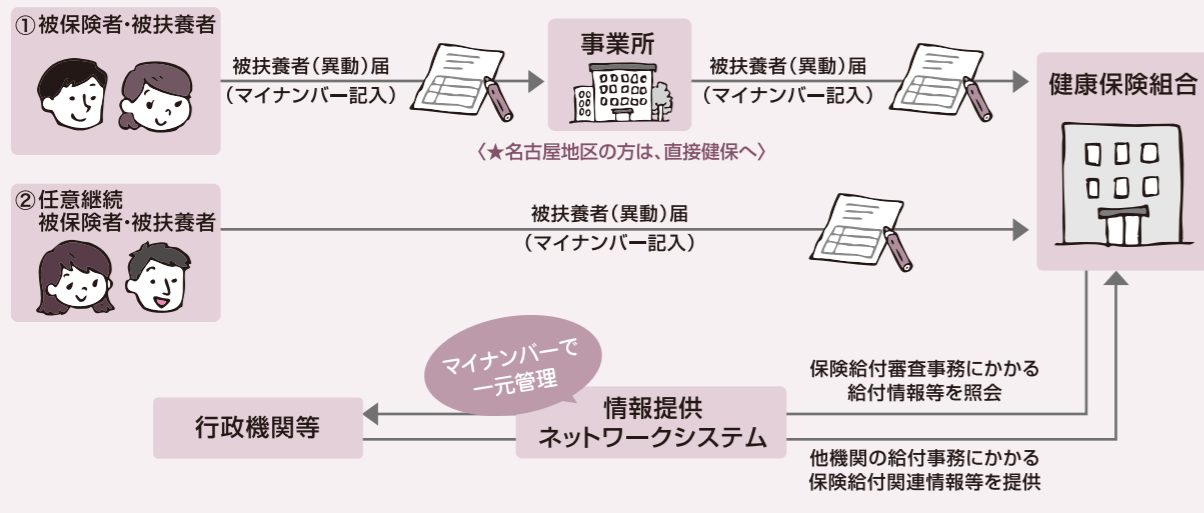 ①被保険者・被扶養者
被扶養者(異動)届
(マイナンバー記入)
事業所
被扶養者(異動)届
(マイナンバー記入)
健康保険組合
〈★名古屋地区の方は、直接健保へ〉
②任意継続
被保険者・被扶養者
被扶養者(異動)届
(マイナンバー記入)
マイナンバーで
一元管理
保険給付審査事務にかかる
給付情報等を照会
行政機関等
情報提供
ネットワークシステム
他機関の給付事務にかかる
保険給付関連情報等を提供